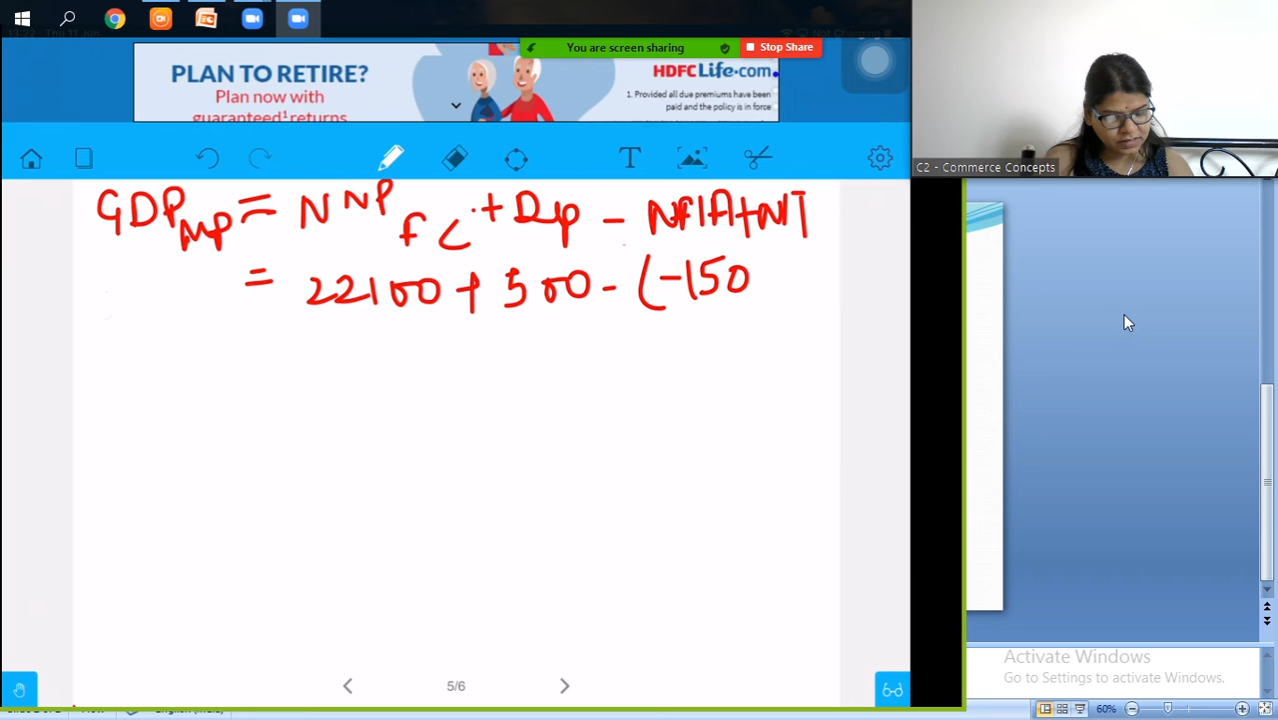 You are screen sharing
Stop Share
PLAN TO RETIRE?
Plan now with
guaranteed¹ returns
HDFC Life.com
1. Provided all due premiums have been
paid and the policy is in force
C2 - Commerce Concepts
GDPMP = NNPFC + Dep - NFIA + NIT
= 22100 + 500 - (-150
5/6
Activate Windows
Go to Settings to activate Windows.
60%